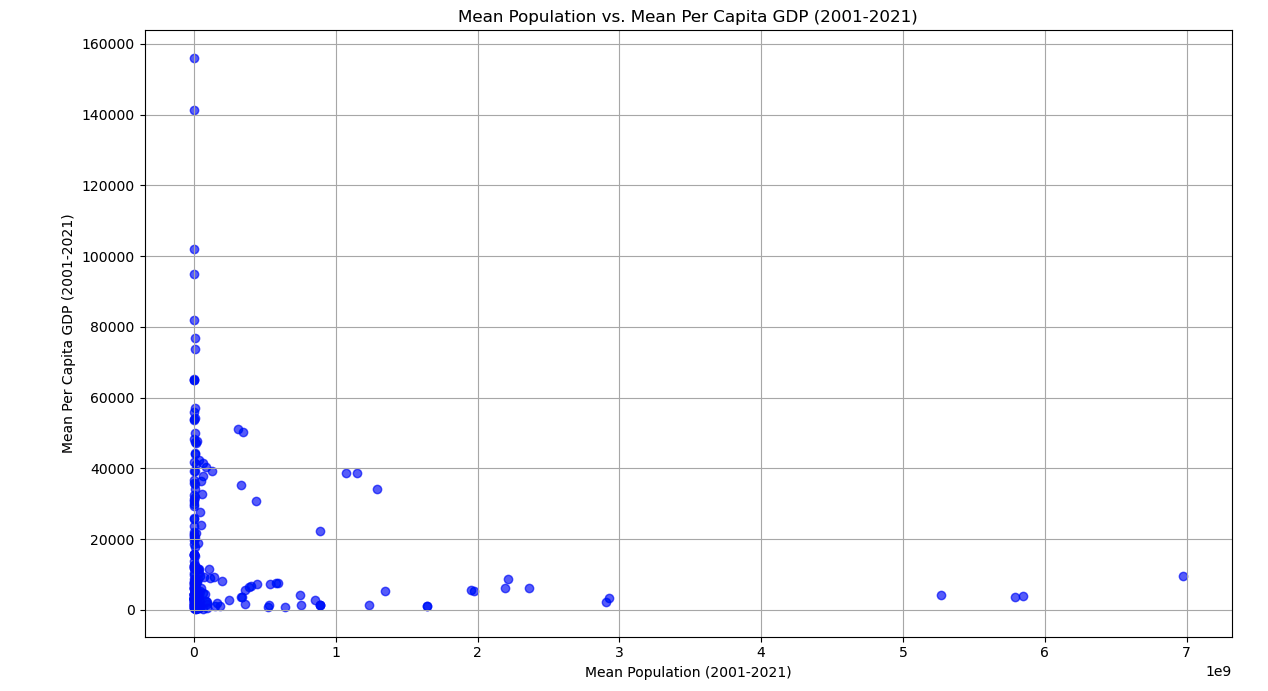 Mean Population vs. Mean Per Capita GDP (2001-2021)
160000
140000
120000
100000
80000
60000
40000
20000
0
Mean Per Capita GDP (2001-2021)
0 1 2 3 4 5 6 7
1e9
Mean Population (2001-2021)